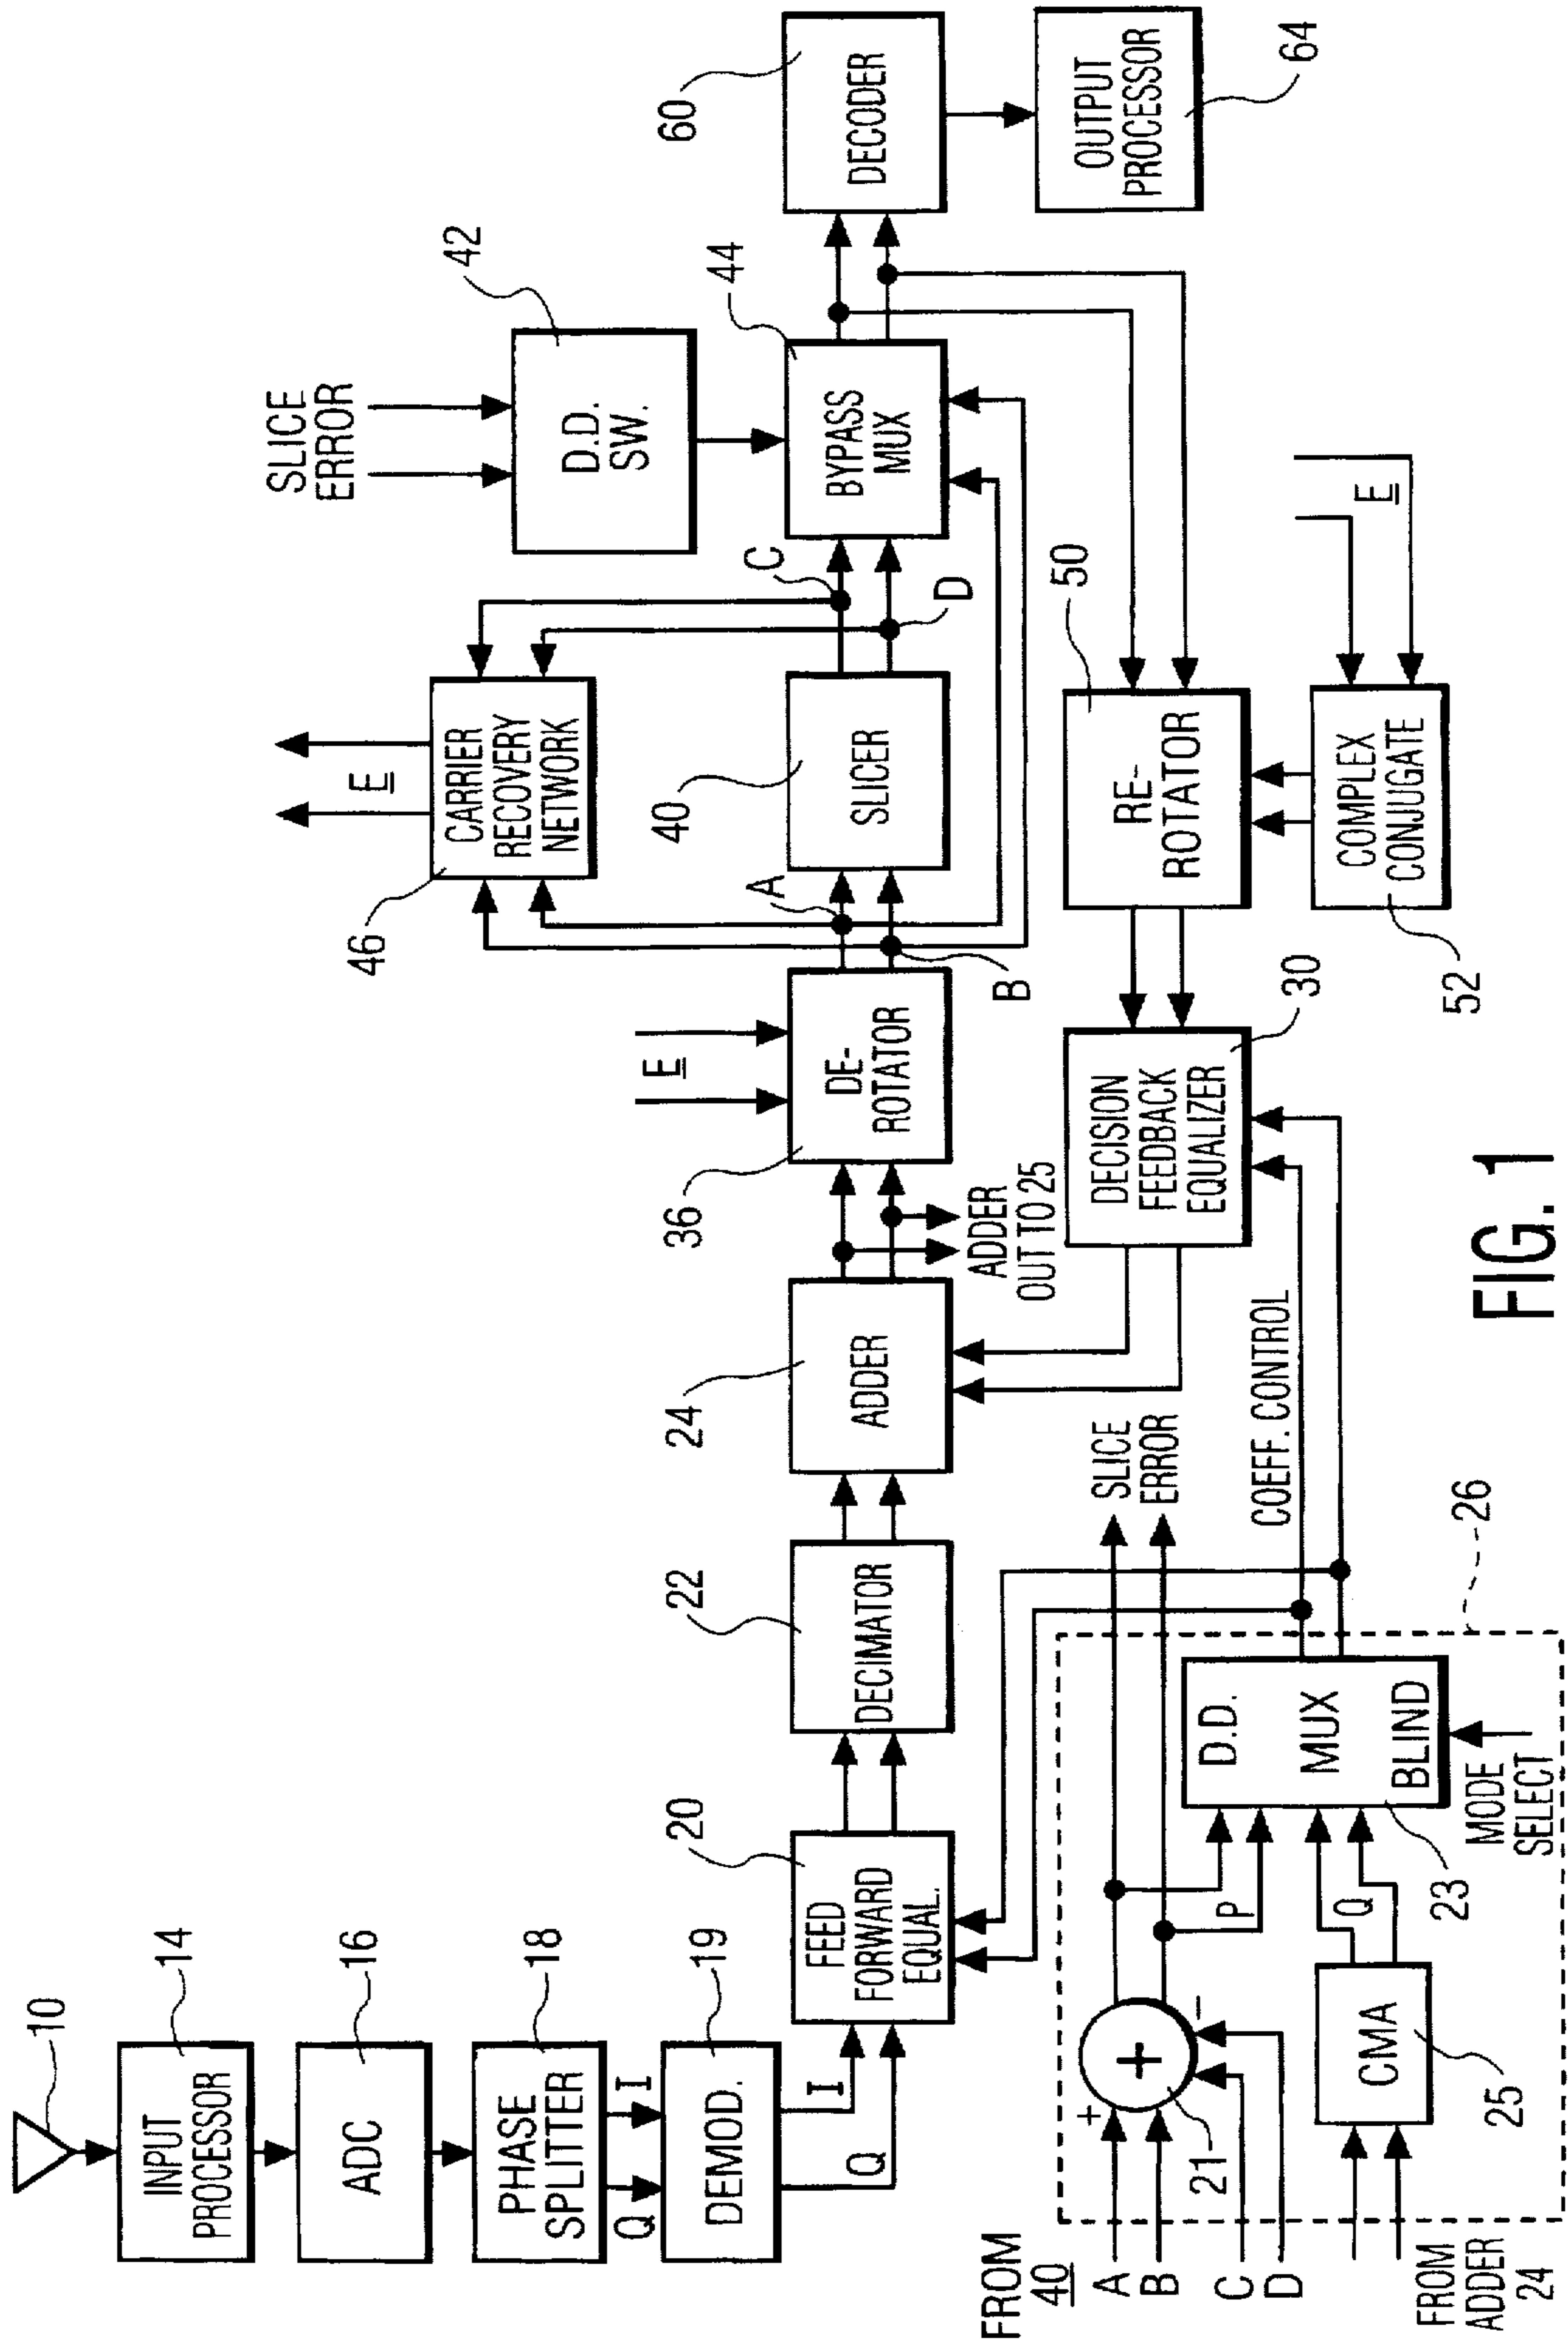 10
INPUT
PROCESSOR
14
ADC
16
PHASE
SPLITTER
18
Q
I
DEMOD.
19
Q
I
FEED
FORWARD
EQUAL.
20
DECIMATOR
22
ADDER
24
ADDER
OUT TO 25
DE-
ROTATOR
36
E
A
B
CARRIER
RECOVERY
NETWORK
46
E
SLICER
40
C
D
SLICE
ERROR
D.D.
SW.
42
BYPASS
MUX
44
DECODER
60
OUTPUT
PROCESSOR
64
FROM
40
A
B
C
D
+
+
−
21
FROM
ADDER
24
CMA
25
P
Q
D.D.
MUX
BLIND
23
MODE
SELECT
26
SLICE
ERROR
COEFF. CONTROL
DECISION
FEEDBACK
EQUALIZER
30
RE-
ROTATOR
50
COMPLEX
CONJUGATE
52
E
FIG. 1